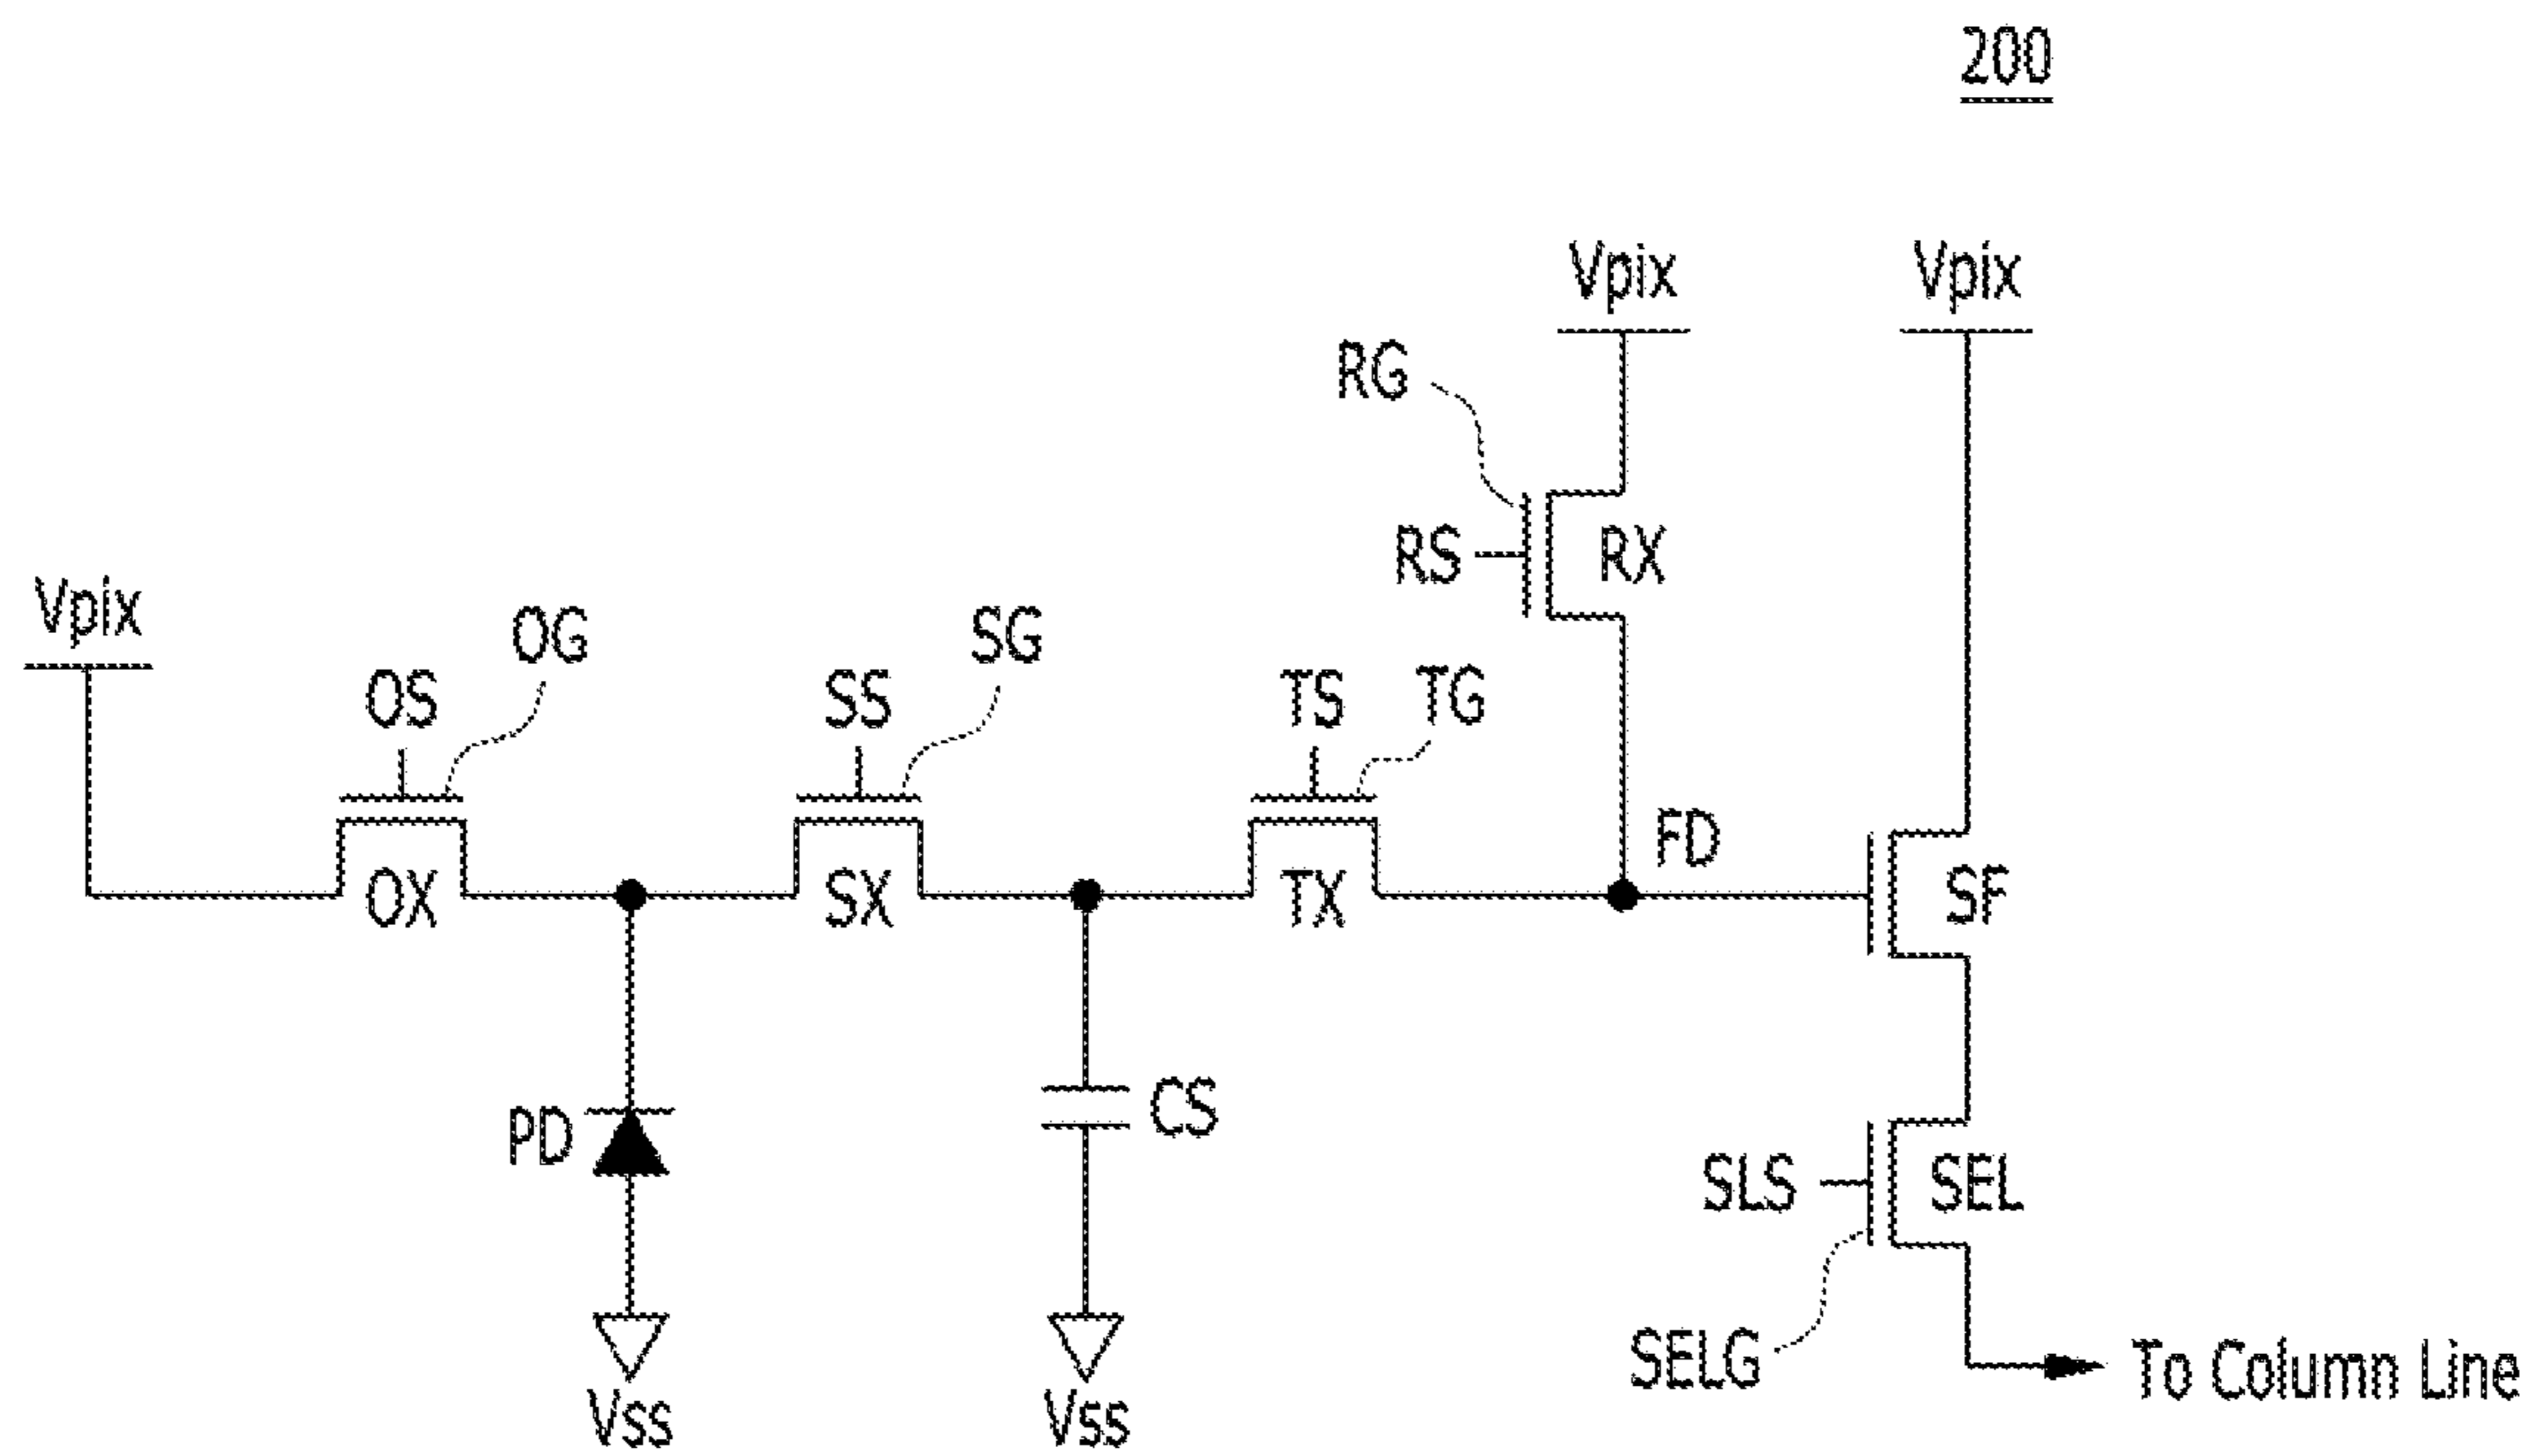 200
Vpix
Vpix
RG
RS
RX
Vpix
OG
SG
OS
SS
TS
TG
FD
OX
SX
TX
SF
PD
CS
SLS
SEL
SELG
To Column Line
Vss
Vss